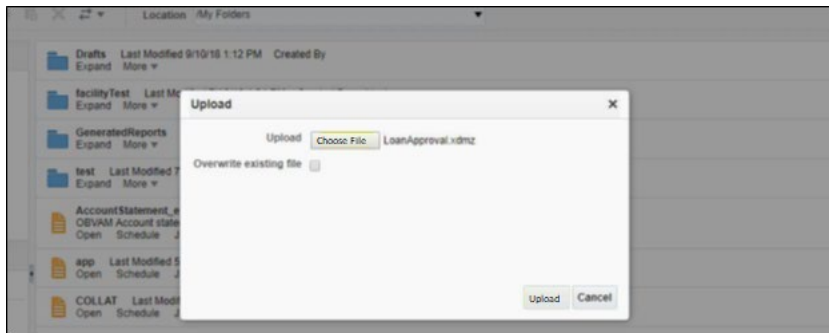 Location /My Folders
Drafts Last Modified 9/10/18 1:12 PM Created By
Expand More
facilityTest Last
Expand More
Upload
GeneratedReports
Expand More
Upload Choose File LoanApproval.xdmz
Overwrite existing file
test Last Modified 7
Expand More
AccountStatement_e
OBVAM Account state
Open Schedule J
app Last Modified 5
Open Schedule J
COLLAT Last Modif
Open Schedule J
Upload Cancel